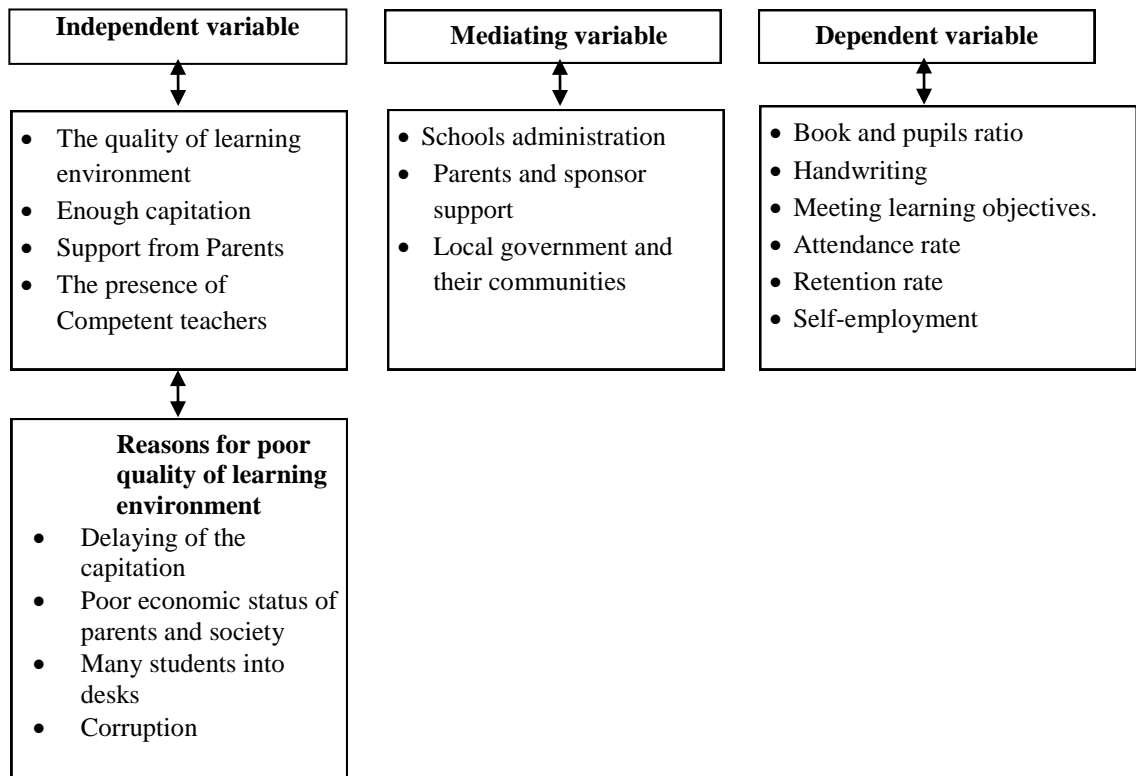 Independent variable
Mediating variable
Dependent variable
• The quality of learning
environment
• Enough capitation
• Support from Parents
• The presence of
Competent teachers
• Schools administration
• Parents and sponsor
support
• Local government and
their communities
• Book and pupils ratio
• Handwriting
• Meeting learning objectives.
• Attendance rate
• Retention rate
• Self-employment
Reasons for poor
quality of learning
environment
• Delaying of the
capitation
• Poor economic status of
parents and society
• Many students into
desks
• Corruption